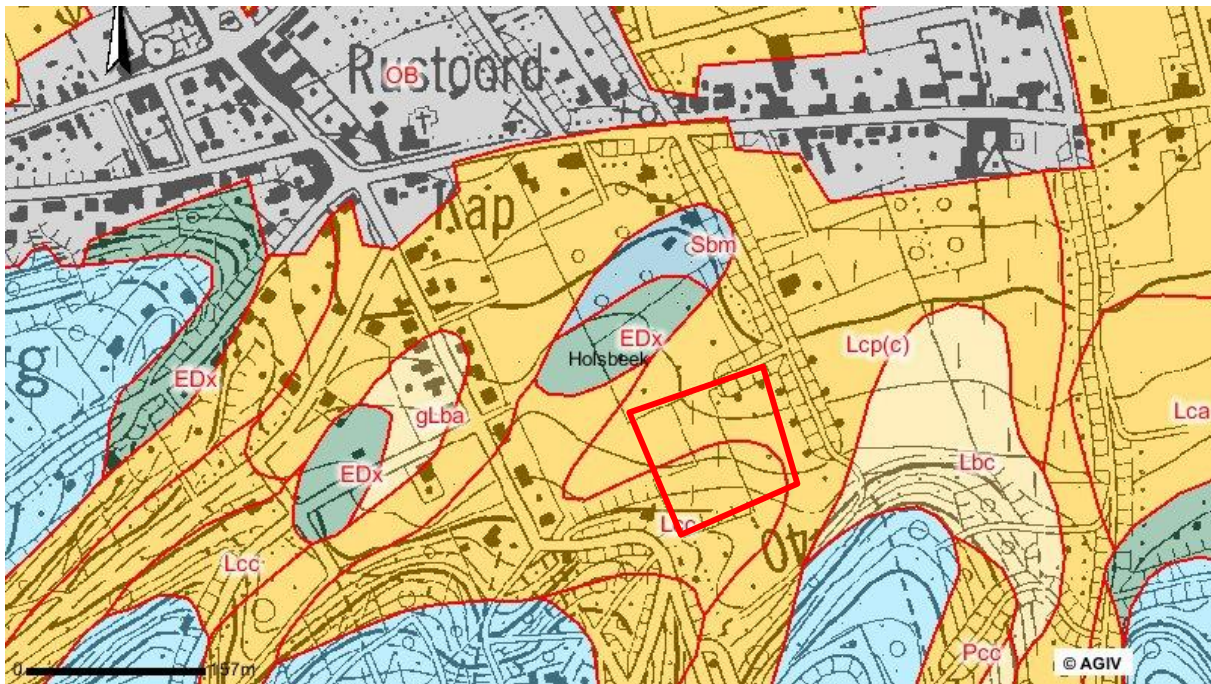 Rustoord
OB
Kap
Sbm
EDx
Holsbeek
Lcp(c)
EDx
gLba
Lca
EDx
Lbc
Lcc
Lcc
Pcc
0 157m
© AGIV